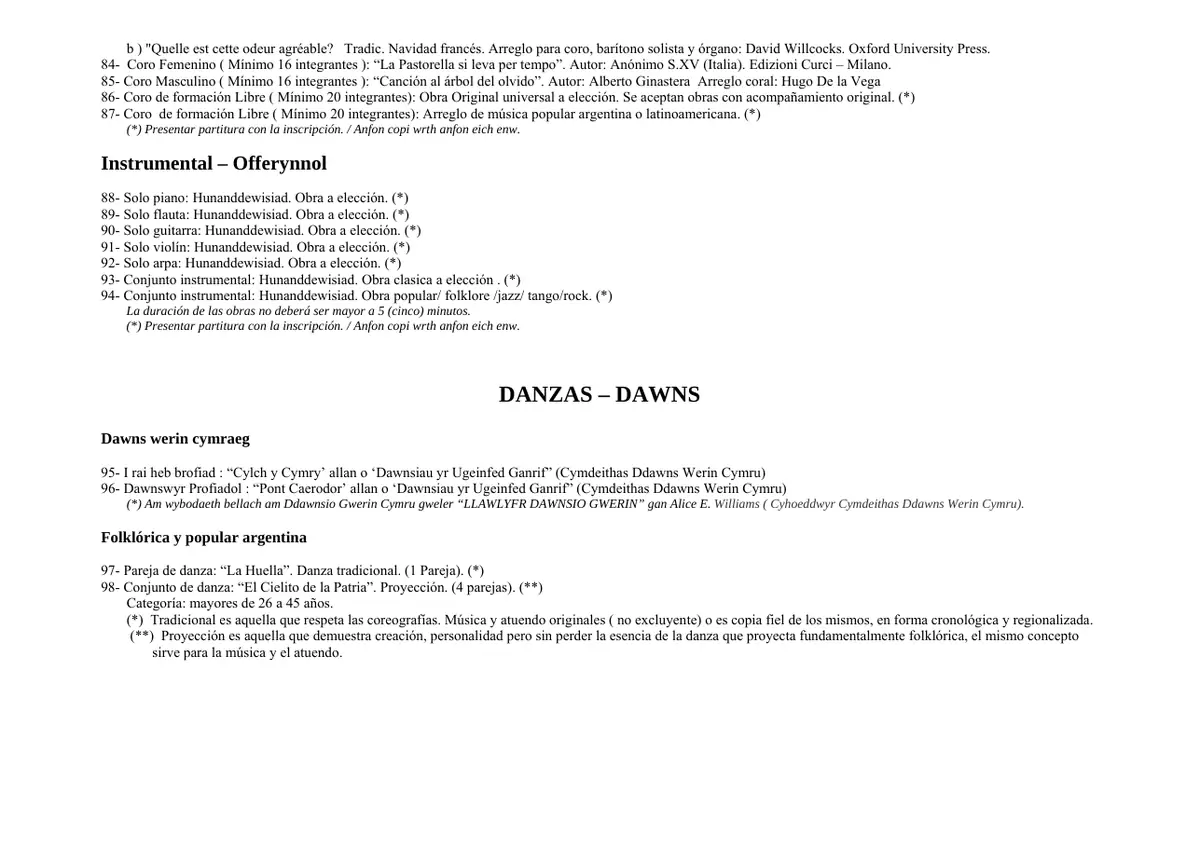 b ) "Quelle est cette odeur agréable?   Tradic. Navidad francés. Arreglo para coro, barítono solista y órgano: David Willcocks. Oxford University Press.
84-  Coro Femenino ( Mínimo 16 integrantes ): “La Pastorella si leva per tempo”. Autor: Anónimo S.XV (Italia). Edizioni Curci – Milano.
85- Coro Masculino ( Mínimo 16 integrantes ): “Canción al árbol del olvido”. Autor: Alberto Ginastera  Arreglo coral: Hugo De la Vega
86- Coro de formación Libre ( Mínimo 20 integrantes): Obra Original universal a elección. Se aceptan obras con acompañamiento original. (*)
87- Coro  de formación Libre ( Mínimo 20 integrantes): Arreglo de música popular argentina o latinoamericana. (*)
(*) Presentar partitura con la inscripción. / Anfon copi wrth anfon eich enw.
Instrumental – Offerynnol
88- Solo piano: Hunanddewisiad. Obra a elección. (*)
89- Solo flauta: Hunanddewisiad. Obra a elección. (*)
90- Solo guitarra: Hunanddewisiad. Obra a elección. (*)
91- Solo violín: Hunanddewisiad. Obra a elección. (*)
92- Solo arpa: Hunanddewisiad. Obra a elección. (*)
93- Conjunto instrumental: Hunanddewisiad. Obra clasica a elección . (*)
94- Conjunto instrumental: Hunanddewisiad. Obra popular/ folklore /jazz/ tango/rock. (*)
La duración de las obras no deberá ser mayor a 5 (cinco) minutos.
(*) Presentar partitura con la inscripción. / Anfon copi wrth anfon eich enw.
DANZAS – DAWNS
Dawns werin cymraeg
95- I rai heb brofiad : “Cylch y Cymry’ allan o ‘Dawnsiau yr Ugeinfed Ganrif” (Cymdeithas Ddawns Werin Cymru)
96- Dawnswyr Profiadol : “Pont Caerodor’ allan o ‘Dawnsiau yr Ugeinfed Ganrif” (Cymdeithas Ddawns Werin Cymru)
(*) Am wybodaeth bellach am Ddawnsio Gwerin Cymru gweler “LLAWLYFR DAWNSIO GWERIN” gan Alice E. Williams ( Cyhoeddwyr Cymdeithas Ddawns Werin Cymru).
Folklórica y popular argentina
97- Pareja de danza: “La Huella”. Danza tradicional. (1 Pareja). (*)
98- Conjunto de danza: “El Cielito de la Patria”. Proyección. (4 parejas). (**)
Categoría: mayores de 26 a 45 años.
(*)  Tradicional es aquella que respeta las coreografías. Música y atuendo originales ( no excluyente) o es copia fiel de los mismos, en forma cronológica y regionalizada.
(**)  Proyección es aquella que demuestra creación, personalidad pero sin perder la esencia de la danza que proyecta fundamentalmente folklórica, el mismo concepto
sirve para la música y el atuendo.